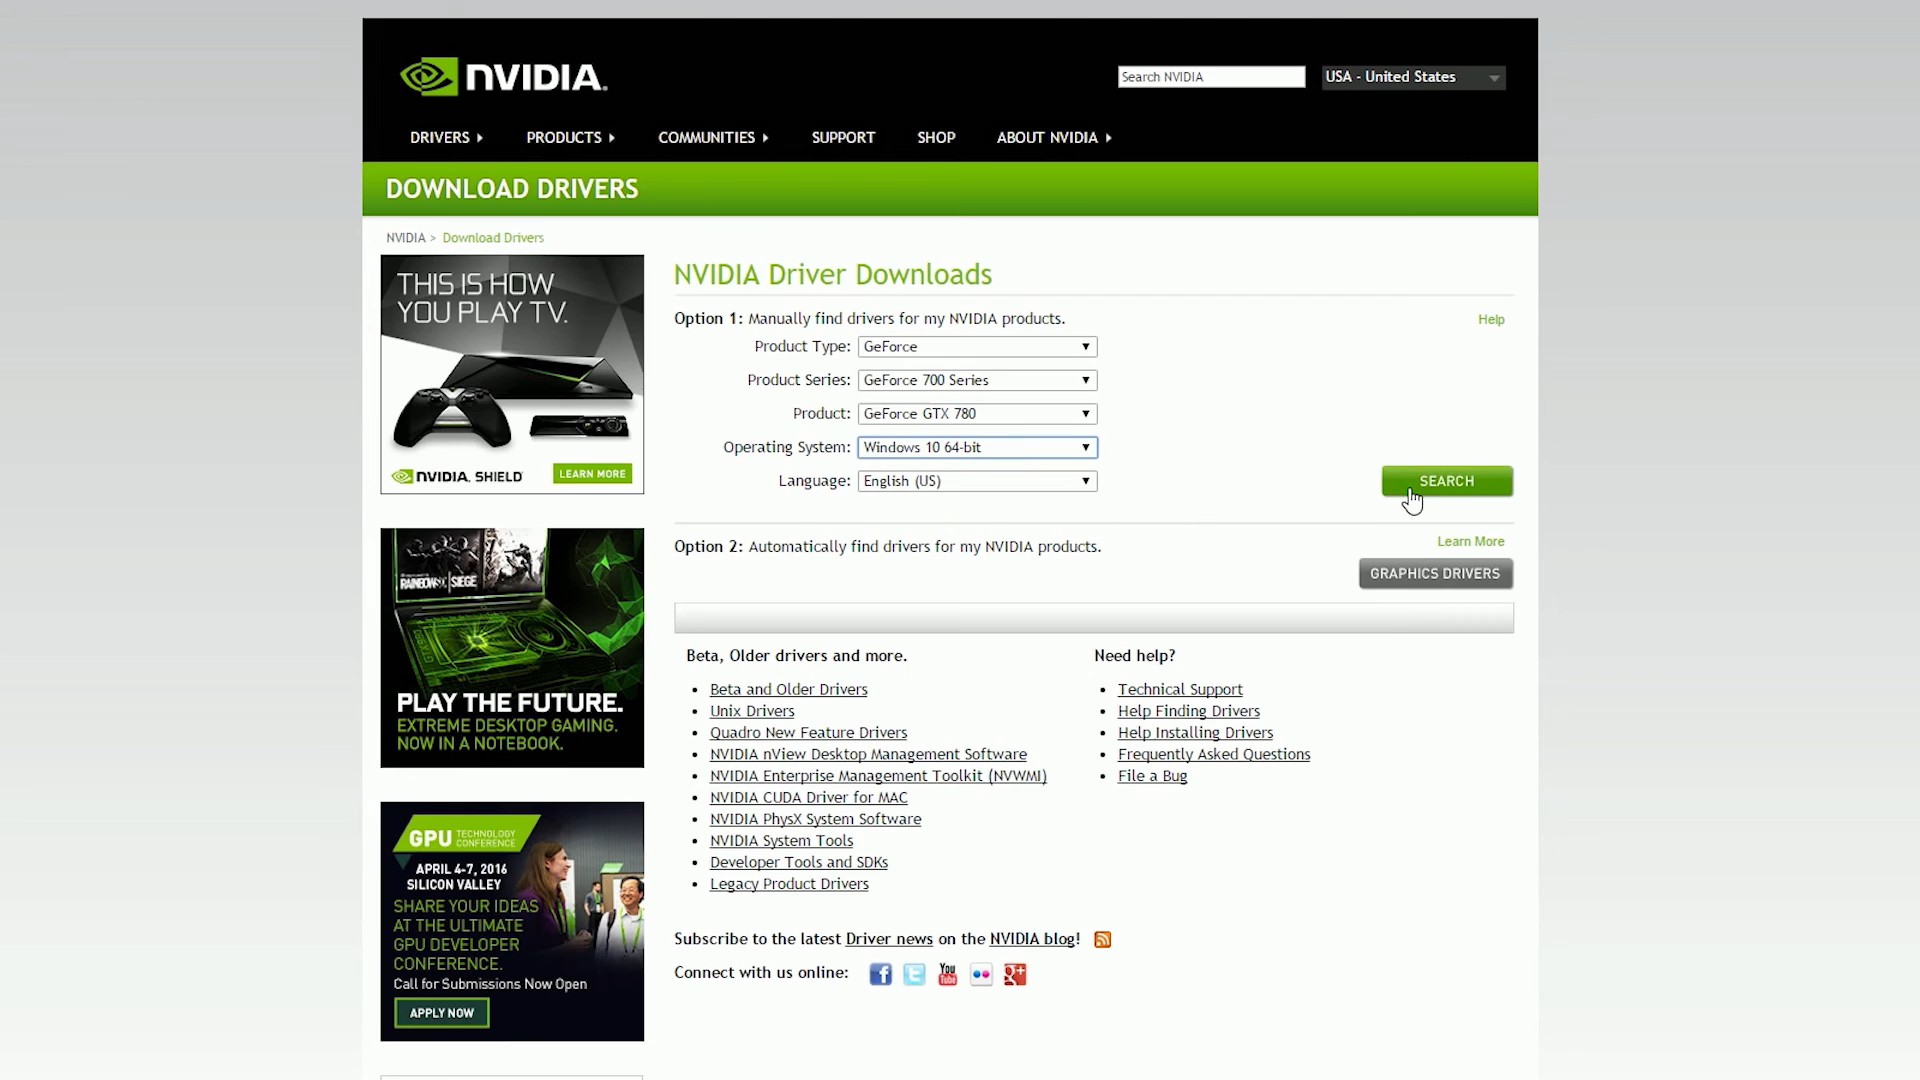 NVIDIA.
Search NVIDIA
USA - United States
DRIVERS
PRODUCTS
COMMUNITIES
SUPPORT
SHOP
ABOUT NVIDIA
DOWNLOAD DRIVERS
NVIDIA > Download Drivers
THIS IS HOW
YOU PLAY TV.
NVIDIA. SHIELD
LEARN MORE
RAINBOW SIEGE
PLAY THE FUTURE.
EXTREME DESKTOP GAMING.
NOW IN A NOTEBOOK.
GPU TECHNOLOGY
CONFERENCE
APRIL 4-7, 2016
SILICON VALLEY
SHARE YOUR IDEAS
AT THE ULTIMATE
GPU DEVELOPER
CONFERENCE.
Call for Submissions Now Open
APPLY NOW
NVIDIA Driver Downloads
Option 1: Manually find drivers for my NVIDIA products.
Help
Product Type: GeForce
Product Series: GeForce 700 Series
Product: GeForce GTX 780
Operating System: Windows 10 64-bit
Language: English (US)
SEARCH
Option 2: Automatically find drivers for my NVIDIA products.
Learn More
GRAPHICS DRIVERS
Beta, Older drivers and more.
Beta and Older Drivers
Unix Drivers
Quadro New Feature Drivers
NVIDIA nView Desktop Management Software
NVIDIA Enterprise Management Toolkit (NVWMI)
NVIDIA CUDA Driver for MAC
NVIDIA PhysX System Software
NVIDIA System Tools
Developer Tools and SDKs
Legacy Product Drivers
Need help?
Technical Support
Help Finding Drivers
Help Installing Drivers
Frequently Asked Questions
File a Bug
Subscribe to the latest Driver news on the NVIDIA blog!
Connect with us online:
You
Tube